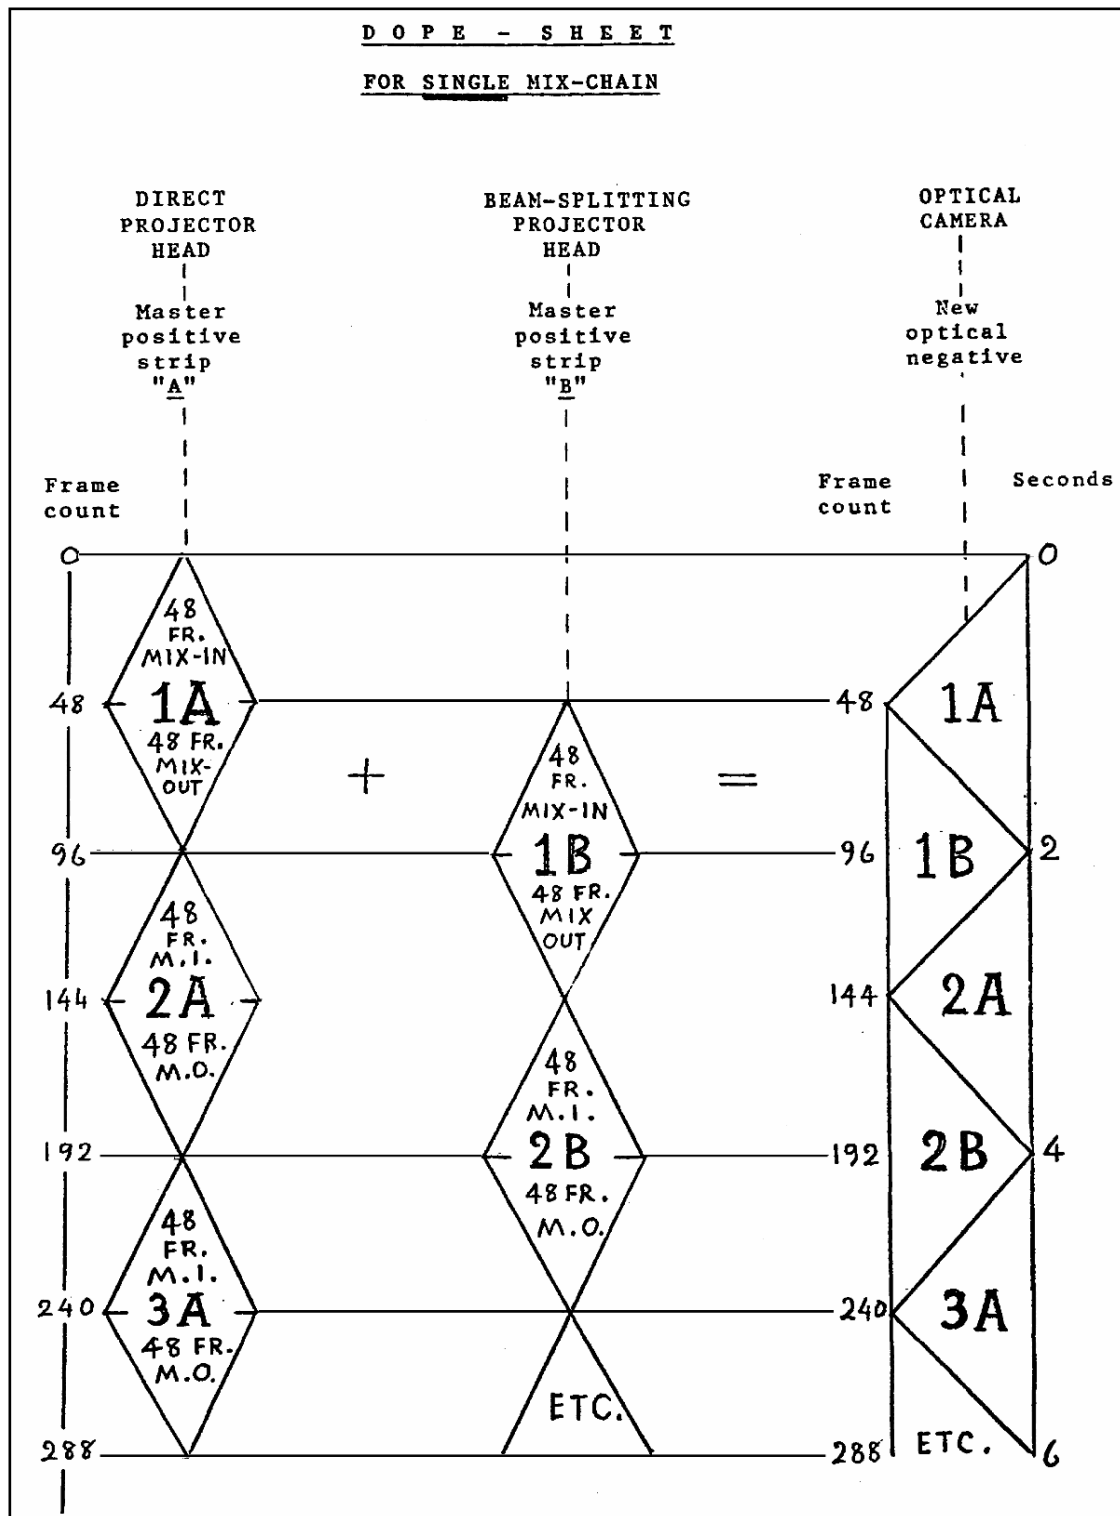 DOPE - SHEET
FOR SINGLE MIX-CHAIN
DIRECT
PROJECTOR
HEAD
Master
positive
strip
"A"
BEAM-SPLITTING
PROJECTOR
HEAD
Master
positive
strip
"B"
OPTICAL
CAMERA
New
optical
negative
Frame
count
Frame
count
Seconds
0
0
48
FR.
MIX-IN
48
1A
48 FR.
MIX-
OUT
48
1A
+
48
FR.
MIX-IN
=
96
1B
48 FR.
MIX
OUT
96
1B
2
48
FR.
M.I.
144
2A
48 FR.
M.O.
144
2A
48
FR.
M.I.
192
2B
48 FR.
M.O.
192
2B
4
48
FR.
M.I.
240
3A
48 FR.
M.O.
240
3A
ETC.
288
288
ETC.
6